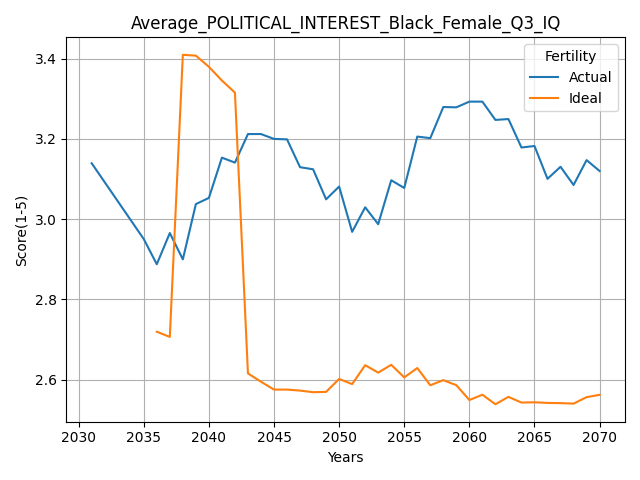 Average_POLITICAL_INTEREST_Black_Female_Q3_IQ
Fertility
Actual
Ideal
Score(1-5)
3.4
3.2
3.0
2.8
2.6
2030 2035 2040 2045 2050 2055 2060 2065 2070
Years